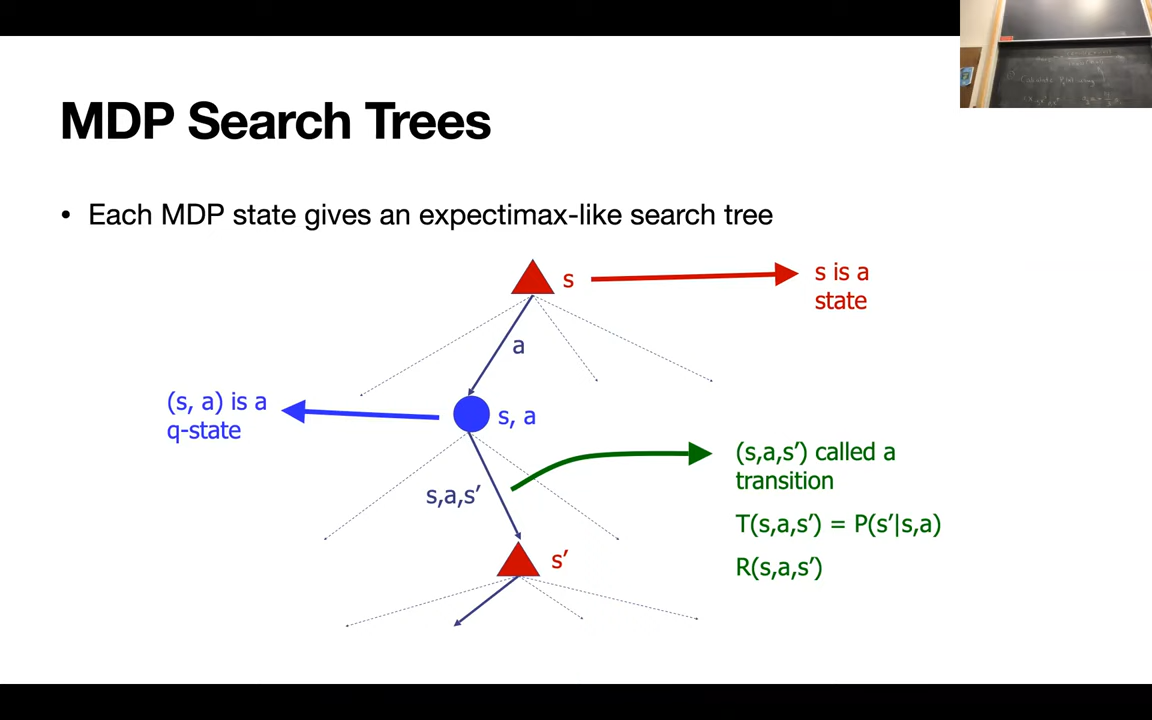 MDP Search Trees
• Each MDP state gives an expectimax-like search tree
s
s is a
state
a
(s, a) is a
q-state
s, a
(s,a,s′) called a
transition
s,a,s′
T(s,a,s′) = P(s′|s,a)
s′
R(s,a,s′)